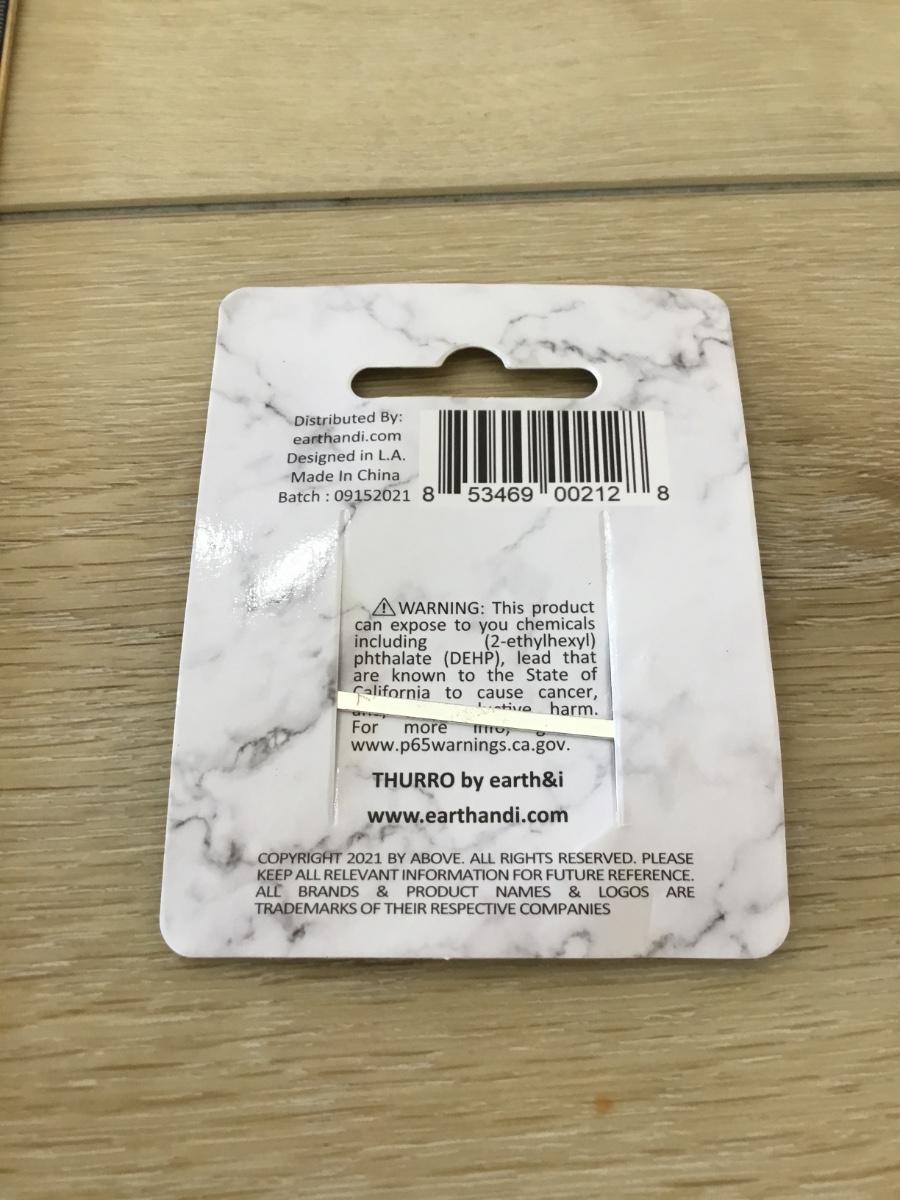 Distributed By:
earthandi.com
Designed in L.A.
Made In China
Batch : 09152021
8 53469 00212 8
WARNING: This product
can expose to you chemicals
including (2-ethylhexyl)
phthalate (DEHP), lead that
are known to the State of
California to cause cancer,
harm.
For more info,
www.p65warnings.ca.gov.
THURRO by earth&i
www.earthandi.com
COPYRIGHT 2021 BY ABOVE. ALL RIGHTS RESERVED. PLEASE
KEEP ALL RELEVANT INFORMATION FOR FUTURE REFERENCE.
ALL BRANDS & PRODUCT NAMES & LOGOS ARE
TRADEMARKS OF THEIR RESPECTIVE COMPANIES